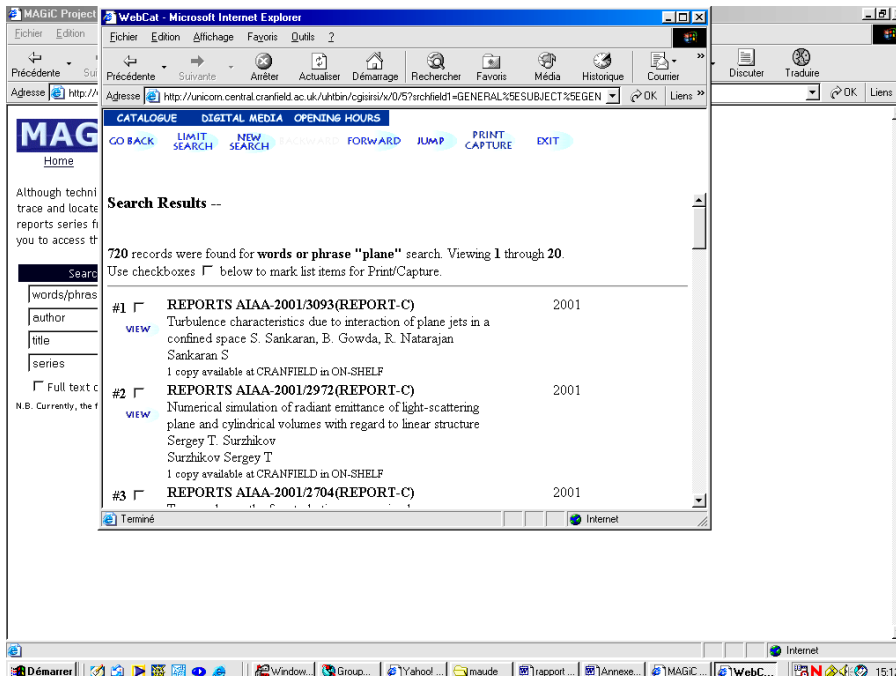 MAGiC Project
Fichier Edition
Précédente
Adresse http://
Discuter Traduire
OK Liens
WebCat - Microsoft Internet Explorer
Fichier Edition Affichage Favoris Outils ?
Précédente Suivante Arrêter Actualiser Démarrage Rechercher Favoris Média Historique Courrier »
Adresse http://unicorn.central.cranfield.ac.uk/uhtbin/cgisirsi/x/0/5?srchfield1=GENERAL%5ESUBJECT%5EGEN OK Liens »
CATALOGUE DIGITAL MEDIA OPENING HOURS
GO BACK LIMIT SEARCH NEW SEARCH BACKWARD FORWARD JUMP PRINT CAPTURE EXIT
Search Results --
720 records were found for words or phrase "plane" search. Viewing 1 through 20.
Use checkboxes below to mark list items for Print/Capture.
#1 REPORTS AIAA-2001/3093(REPORT-C) 2001
VIEW
Turbulence characteristics due to interaction of plane jets in a
confined space S. Sankaran, B. Gowda, R. Natarajan
Sankaran S
1 copy available at CRANFIELD in ON-SHELF
#2 REPORTS AIAA-2001/2972(REPORT-C) 2001
VIEW
Numerical simulation of radiant emittance of light-scattering
plane and cylindrical volumes with regard to linear structure
Sergey T. Surzhikov
Surzhikov Sergey T
1 copy available at CRANFIELD in ON-SHELF
#3 REPORTS AIAA-2001/2704(REPORT-C) 2001
Terminé Internet
MAG
Home
Although techni
trace and locate
reports series f
you to access th
Searc
words/phras
author
title
series
Full text c
N.B. Currently, the f
Internet
Démarrer Window... Group... Yahoo! ... maude rapport ... Annexe... MAGiC ... WebC... N 15:1